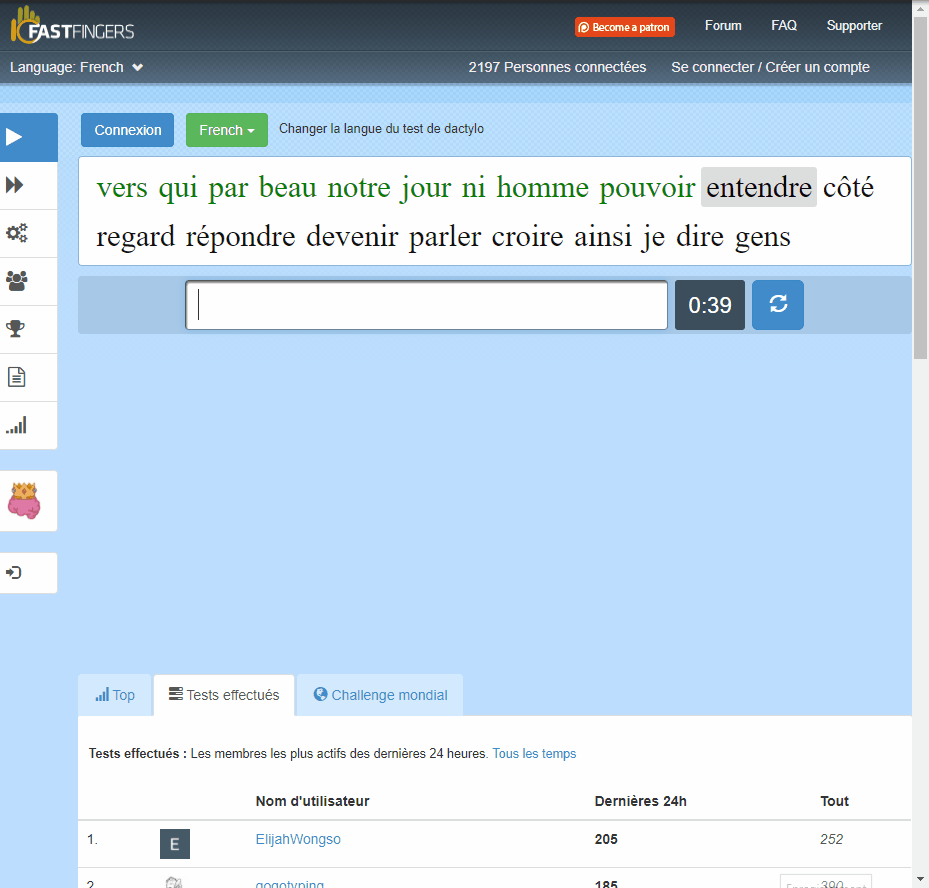 FASTFINGERS
Become a patron
Forum
FAQ
Supporter
Language: French
2197 Personnes connectées
Se connecter / Créer un compte
Connexion
French
Changer la langue du test de dactylo
vers qui par beau notre jour ni homme pouvoir entendre côté
regard répondre devenir parler croire ainsi je dire gens
0:39
Top
Tests effectués
Challenge mondial
Tests effectués : Les membres les plus actifs des dernières 24 heures. Tous les temps
Nom d'utilisateur
Dernières 24h
Tout
1.
E
ElijahWongso
205
252
2.
gogotyping
185
390